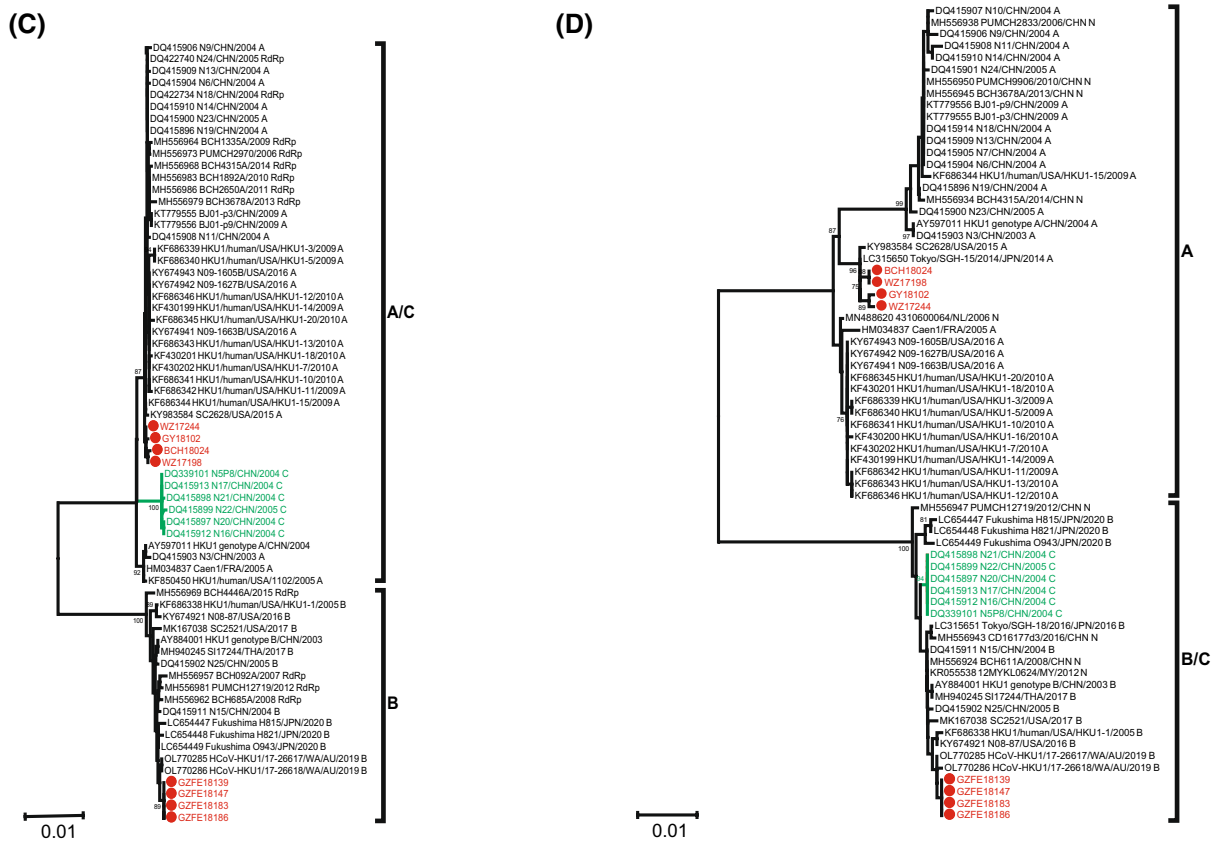 (C)
DQ415906 N9/CHN/2004 A
DQ422740 N24/CHN/2005 RdRp
DQ415909 N13/CHN/2004 A
DQ415904 N6/CHN/2004 A
DQ422734 N18/CHN/2004 RdRp
DQ415910 N14/CHN/2004 A
DQ415900 N23/CHN/2005 A
DQ415896 N19/CHN/2004 A
MH556964 BCH1335A/2009 RdRp
MH556973 PUMCH2970/2006 RdRp
MH556968 BCH4315A/2014 RdRp
MH556983 BCH1892A/2010 RdRp
MH556986 BCH2650A/2011 RdRp
MH556979 BCH3678A/2013 RdRp
KT779555 BJ01-p3/CHN/2009 A
KT779556 BJ01-p9/CHN/2009 A
DQ415908 N11/CHN/2004 A
KF686339 HKU1/human/USA/HKU1-3/2009 A
KF686340 HKU1/human/USA/HKU1-5/2009 A
KY674943 N09-1605B/USA/2016 A
KY674942 N09-1627B/USA/2016 A
KF686346 HKU1/human/USA/HKU1-12/2010 A
KF430199 HKU1/human/USA/HKU1-14/2009 A
KF686345 HKU1/human/USA/HKU1-20/2010 A
KY674941 N09-1663B/USA/2016 A
KF686343 HKU1/human/USA/HKU1-13/2010 A
KF430201 HKU1/human/USA/HKU1-18/2010 A
KF430202 HKU1/human/USA/HKU1-7/2010 A
KF686341 HKU1/human/USA/HKU1-10/2010 A
KF686342 HKU1/human/USA/HKU1-11/2009 A
KF686344 HKU1/human/USA/HKU1-15/2009 A
KY983584 SC2628/USA/2015 A
WZ17244
GY18102
BCH18024
WZ17198
DQ339101 N5P8/CHN/2004 C
DQ415913 N17/CHN/2004 C
DQ415898 N21/CHN/2004 C
DQ415899 N22/CHN/2005 C
DQ415897 N20/CHN/2004 C
DQ415912 N16/CHN/2004 C
AY597011 HKU1 genotype A/CHN/2004
DQ415903 N3/CHN/2003 A
HM034837 Caen1/FRA/2005 A
KF850450 HKU1/human/USA/1102/2005 A
MH556969 BCH4446A/2015 RdRp
KF686338 HKU1/human/USA/HKU1-1/2005 B
KY674921 N08-87/USA/2016 B
MK167038 SC2521/USA/2017 B
AY884001 HKU1 genotype B/CHN/2003
MH940245 SI17244/THA/2017 B
DQ415902 N25/CHN/2005 B
MH556957 BCH092A/2007 RdRp
MH556981 PUMCH12719/2012 RdRp
MH556962 BCH685A/2008 RdRp
DQ415911 N15/CHN/2004 B
LC654447 Fukushima H815/JPN/2020 B
LC654448 Fukushima H821/JPN/2020 B
LC654449 Fukushima O943/JPN/2020 B
OL770285 HCoV-HKU1/17-26617/WA/AU/2019 B
OL770286 HCoV-HKU1/17-26618/WA/AU/2019 B
GZFE18139
GZFE18147
GZFE18183
GZFE18186
87
100
92
100
89
A/C
B
0.01
(D)
DQ415907 N10/CHN/2004 A
MH556938 PUMCH2833/2006/CHN N
DQ415906 N9/CHN/2004 A
DQ415908 N11/CHN/2004 A
DQ415910 N14/CHN/2004 A
DQ415901 N24/CHN/2005 A
MH556950 PUMCH9906/2010/CHN N
MH556945 BCH3678A/2013/CHN N
KT779556 BJ01-p9/CHN/2009 A
KT779555 BJ01-p3/CHN/2009 A
DQ415914 N18/CHN/2004 A
DQ415909 N13/CHN/2004 A
DQ415905 N7/CHN/2004 A
DQ415904 N6/CHN/2004 A
KF686344 HKU1/human/USA/HKU1-15/2009 A
DQ415896 N19/CHN/2004 A
MH556934 BCH4315A/2014/CHN N
DQ415900 N23/CHN/2005 A
AY597011 HKU1 genotype A/CHN/2004 A
DQ415903 N3/CHN/2003 A
KY983584 SC2628/USA/2015 A
LC315650 Tokyo/SGH-15/2014/JPN/2014 A
BCH18024
WZ17198
GY18102
WZ17244
MN488620 4310600064/NL/2006 N
HM034837 Caen1/FRA/2005 A
KY674943 N09-1605B/USA/2016 A
KY674942 N09-1627B/USA/2016 A
KY674941 N09-1663B/USA/2016 A
KF686345 HKU1/human/USA/HKU1-20/2010 A
KF430201 HKU1/human/USA/HKU1-18/2010 A
KF686339 HKU1/human/USA/HKU1-3/2009 A
KF686340 HKU1/human/USA/HKU1-5/2009 A
KF686341 HKU1/human/USA/HKU1-10/2010 A
KF430200 HKU1/human/USA/HKU1-16/2010 A
KF430202 HKU1/human/USA/HKU1-7/2010 A
KF430199 HKU1/human/USA/HKU1-14/2009 A
KF686342 HKU1/human/USA/HKU1-11/2009 A
KF686343 HKU1/human/USA/HKU1-13/2010 A
KF686346 HKU1/human/USA/HKU1-12/2010 A
MH556947 PUMCH12719/2012/CHN N
LC654447 Fukushima H815/JPN/2020 B
LC654448 Fukushima H821/JPN/2020 B
LC654449 Fukushima O943/JPN/2020 B
DQ415898 N21/CHN/2004 C
DQ415899 N22/CHN/2005 C
DQ415897 N20/CHN/2004 C
DQ415913 N17/CHN/2004 C
DQ415912 N16/CHN/2004 C
DQ339101 N5P8/CHN/2004 C
LC315651 Tokyo/SGH-18/2016/JPN/2016 B
MH556943 CD16177d3/2016/CHN N
DQ415911 N15/CHN/2004 B
MH556924 BCH611A/2008/CHN N
KR055538 12MYKL0624/MY/2012 N
AY884001 HKU1 genotype B/CHN/2003 B
MH940245 SI17244/THA/2017 B
DQ415902 N25/CHN/2005 B
MK167038 SC2521/USA/2017 B
KF686338 HKU1/human/USA/HKU1-1/2005 B
KY674921 N08-87/USA/2016 B
OL770285 HCoV-HKU1/17-26617/WA/AU/2019 B
OL770286 HCoV-HKU1/17-26618/WA/AU/2019 B
GZFE18139
GZFE18147
GZFE18183
GZFE18186
99
97
87
96
75
89
76
81
100
94
A
B/C
0.01